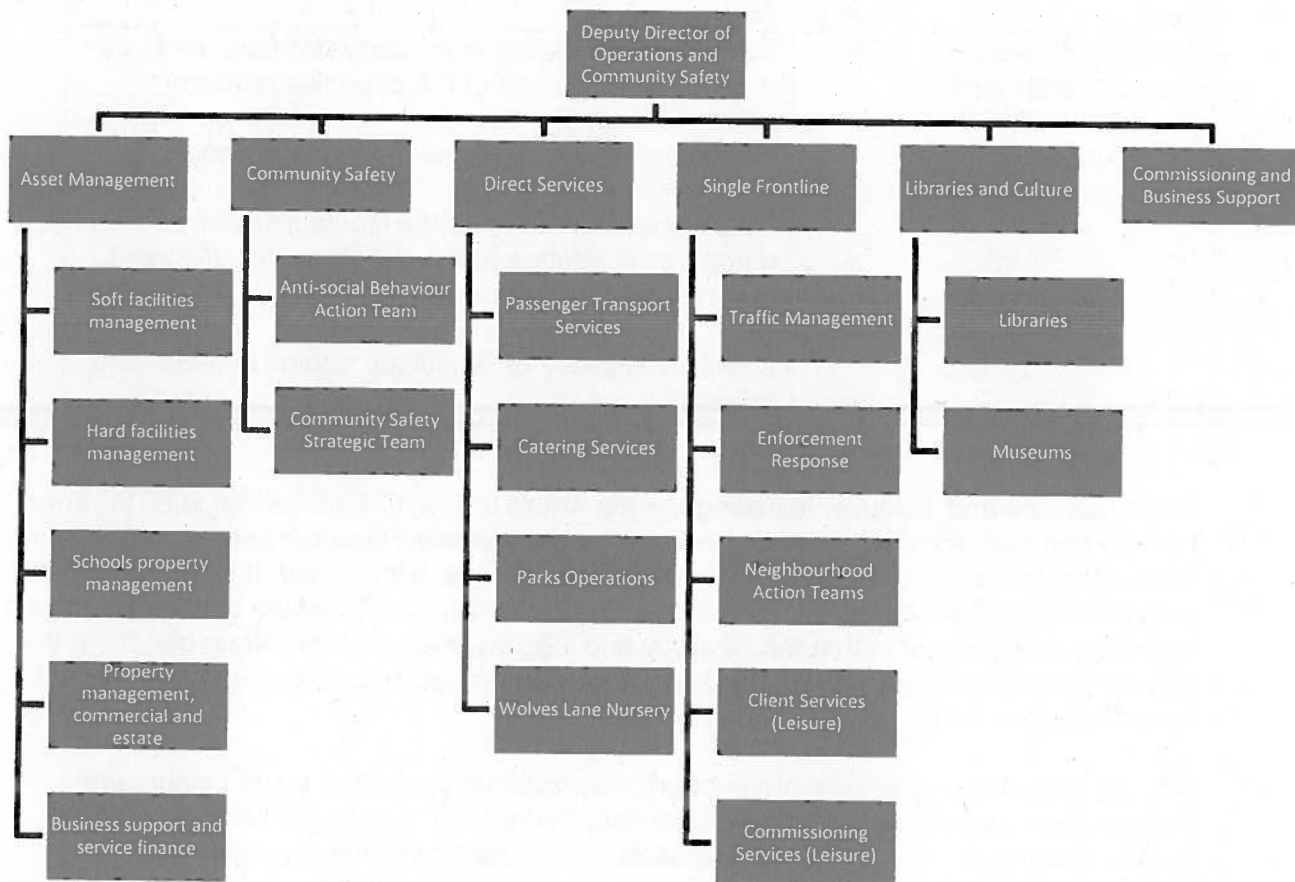 Deputy Director of
Operations and
Community Safety
Asset Management
Community Safety
Direct Services
Single Frontline
Libraries and Culture
Commissioning and
Business Support
Soft facilities
management
Hard facilities
management
Schools property
management
Property
management,
commercial and
estate
Business support and
service finance
Anti-social Behaviour
Action Team
Community Safety
Strategic Team
Passenger Transport
Services
Catering Services
Parks Operations
Wolves Lane Nursery
Traffic Management
Enforcement
Response
Neighbourhood
Action Teams
Client Services
(Leisure)
Commissioning
Services (Leisure)
Libraries
Museums